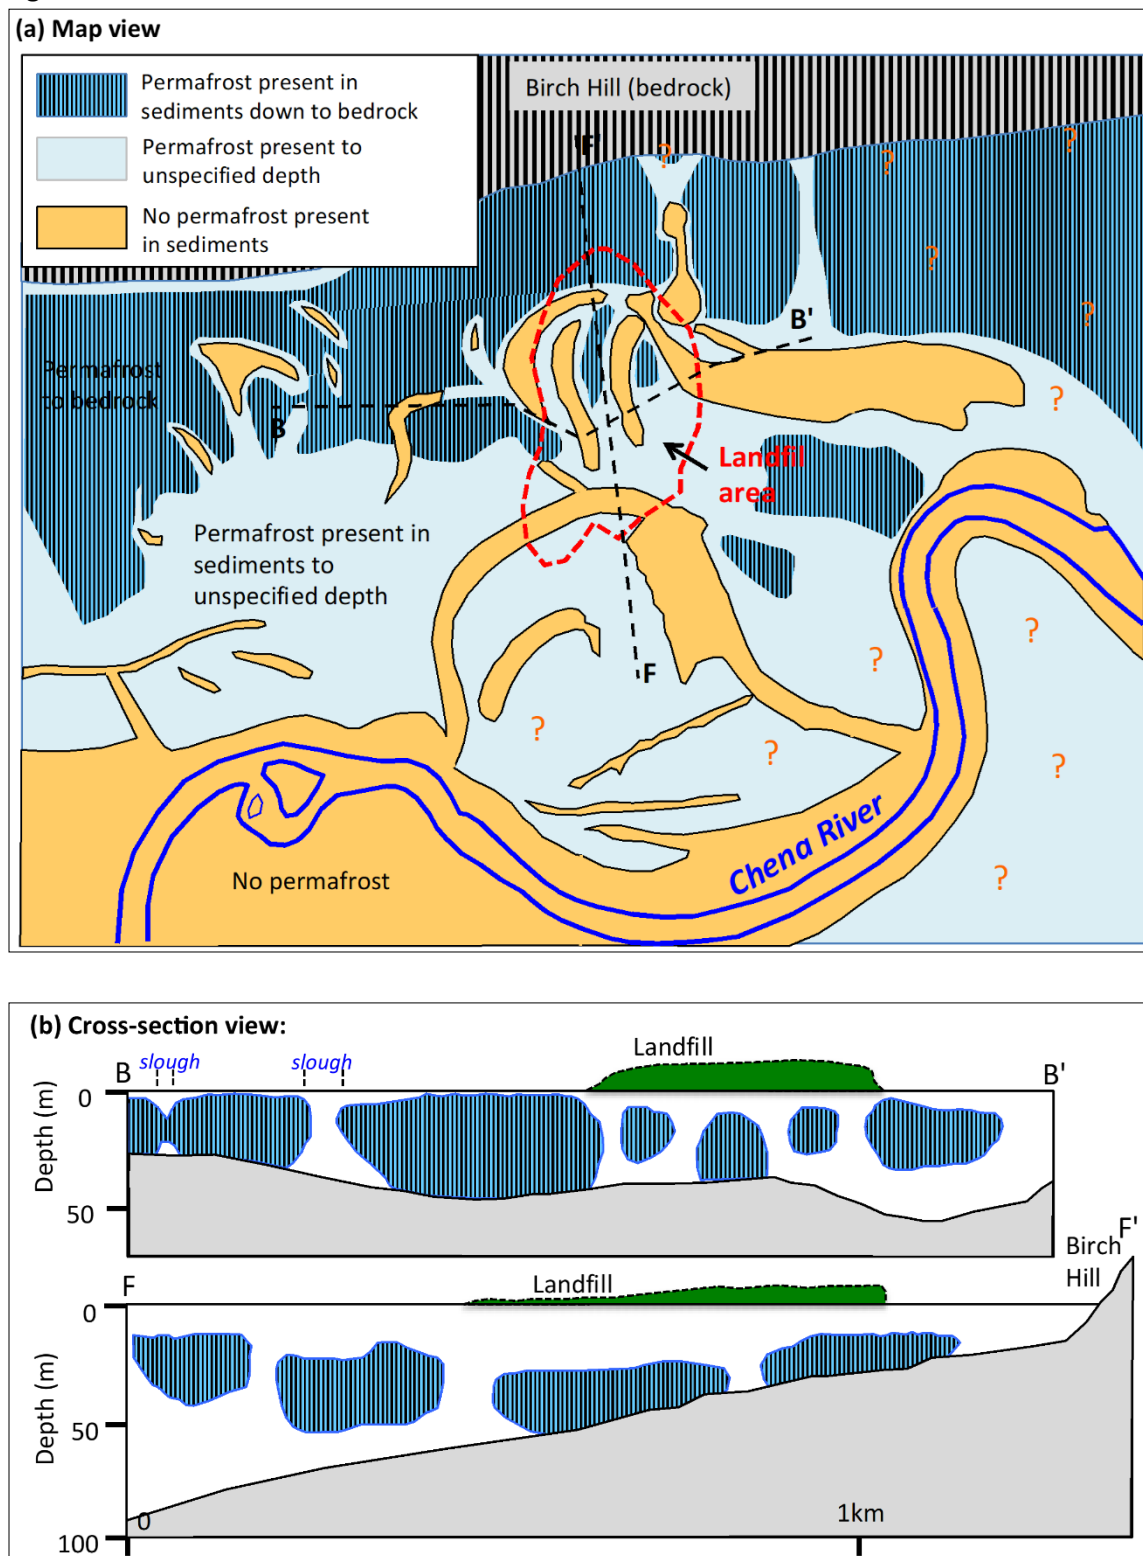 (a) Map view
Permafrost present in
sediments down to bedrock
Permafrost present to
unspecified depth
No permafrost present
in sediments
Birch Hill (bedrock)
F'
?
?
?
?
?
B'
Permafrost
to bedrock
B
?
Landfill
area
Permafrost present in
sediments to
unspecified depth
?
?
F
?
?
?
Chena River
No permafrost
?
(b) Cross-section view:
B
slough
slough
Landfill
B'
0
Depth (m)
50
Birch
Hill
F'
F
Landfill
0
Depth (m)
50
0
1km
100